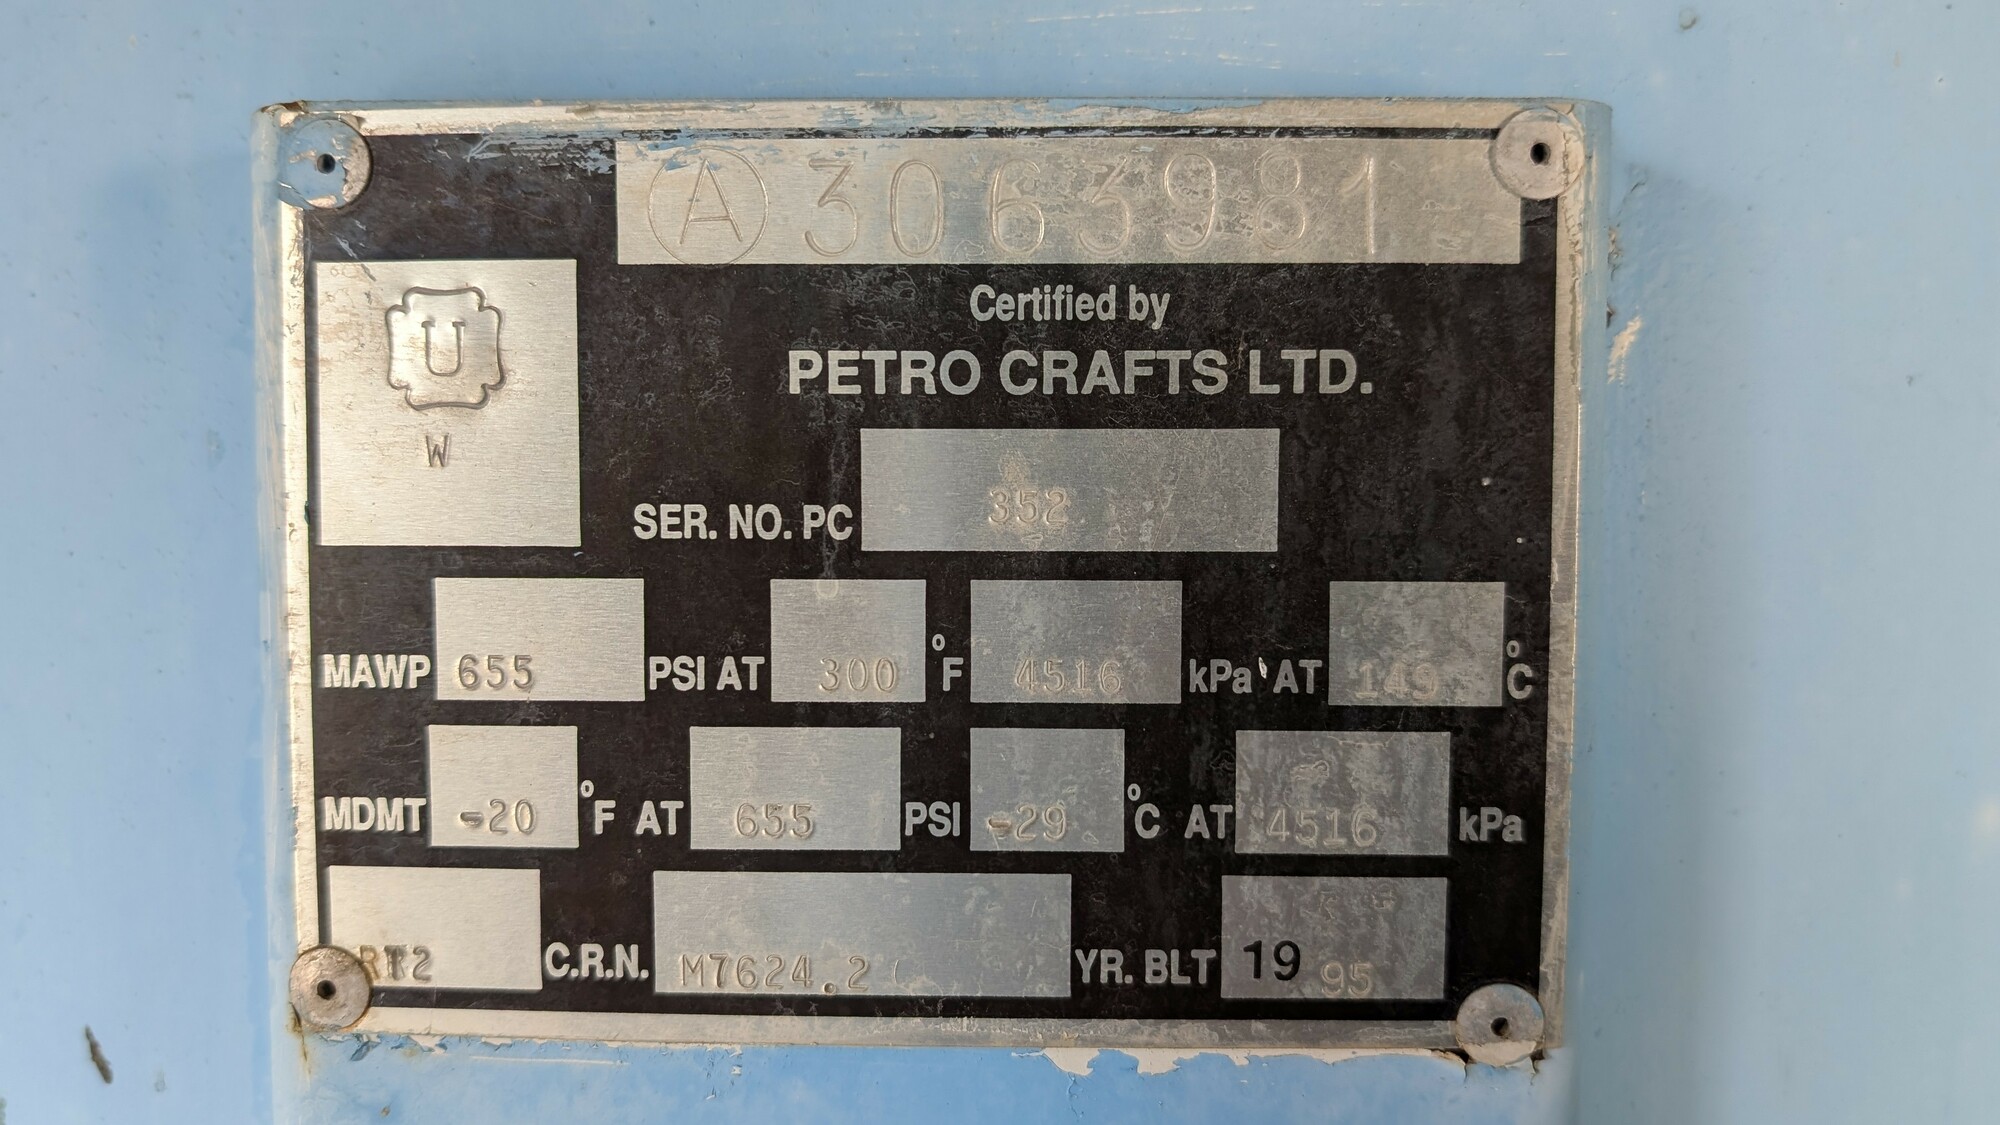 A 3063981
Certified by
PETRO CRAFTS LTD.
U
W
SER. NO. PC 352
MAWP 655 PSI AT 300 °F 4516 kPa AT 149 °C
MDMT -20 °F AT 655 PSI -29 °C AT 4516 kPa
RT2 C.R.N. M7624.2 YR. BLT 19 95